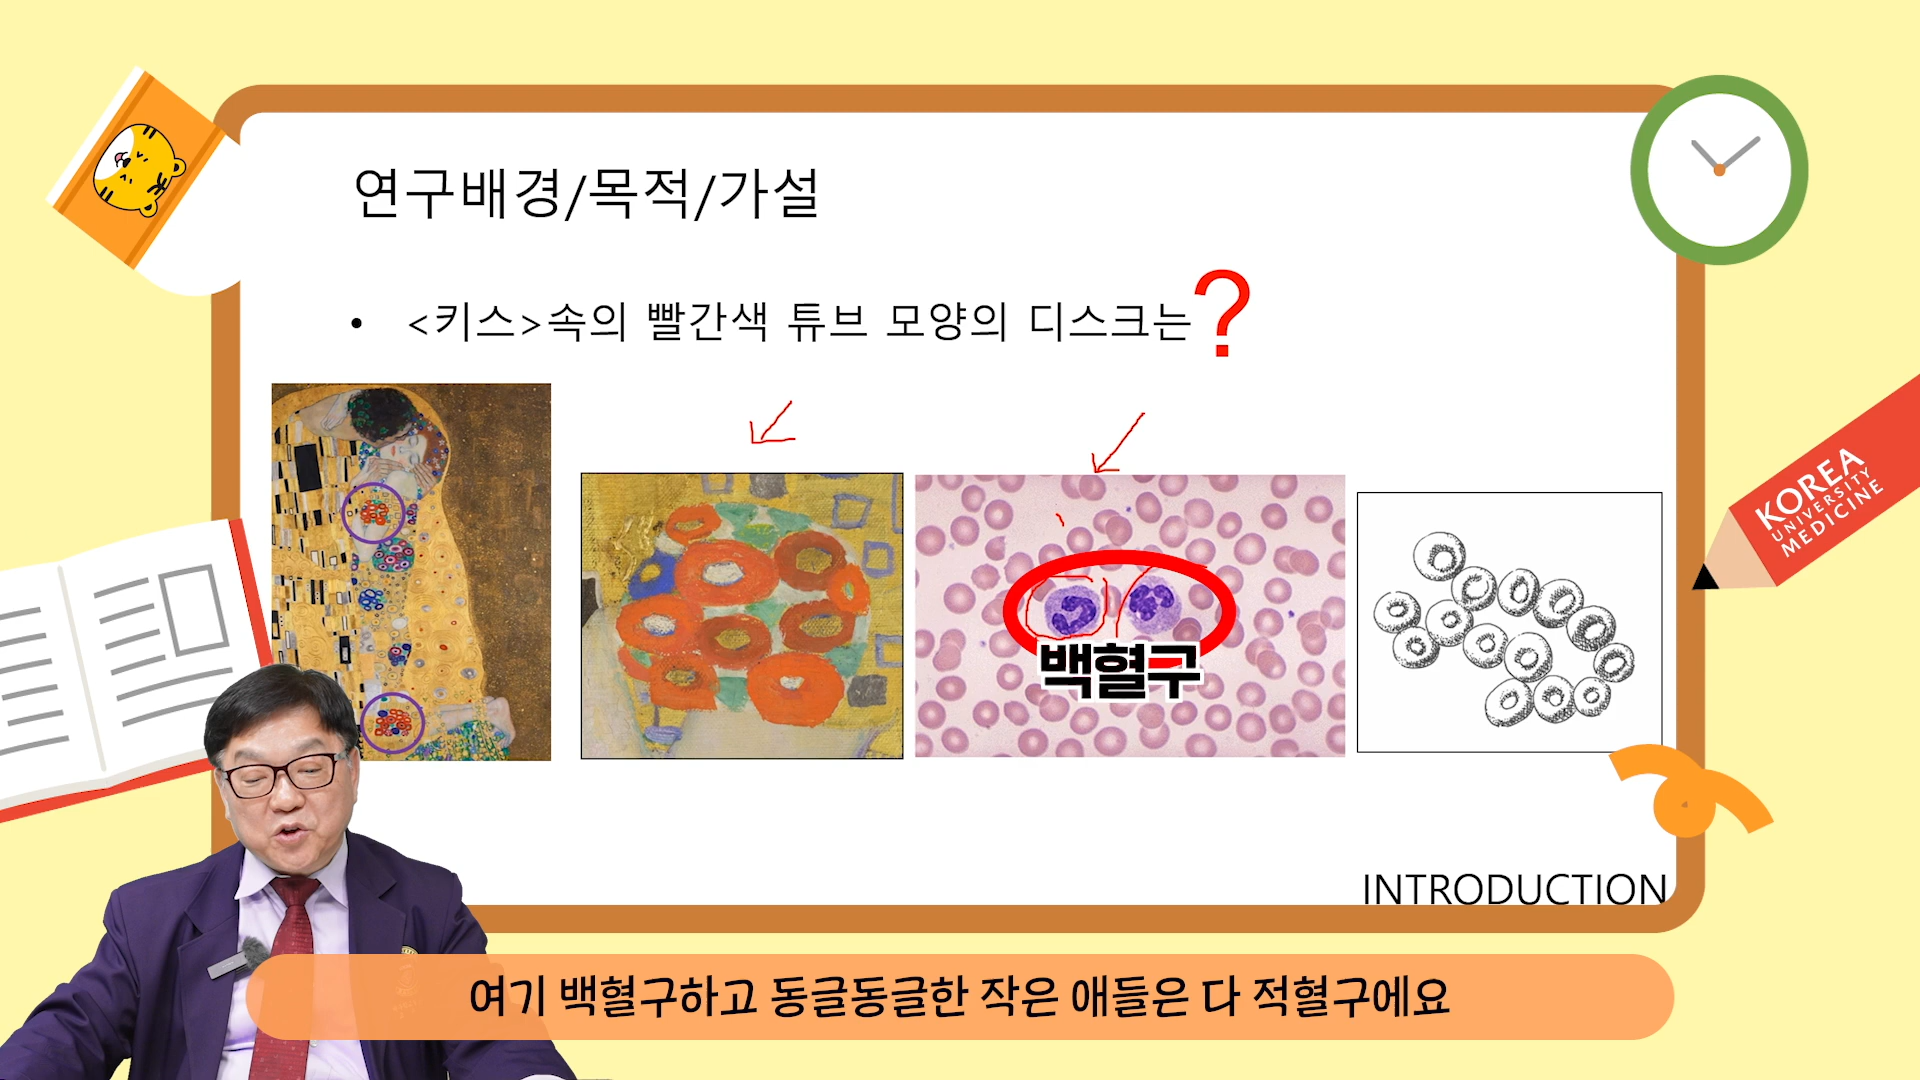 연구배경/목적/가설
• <키스>속의 빨간색 튜브 모양의 디스크는?
백혈구
KOREA
UNIVERSITY
MEDICINE
INTRODUCTION
여기 백혈구하고 동글동글한 작은 애들은 다 적혈구에요